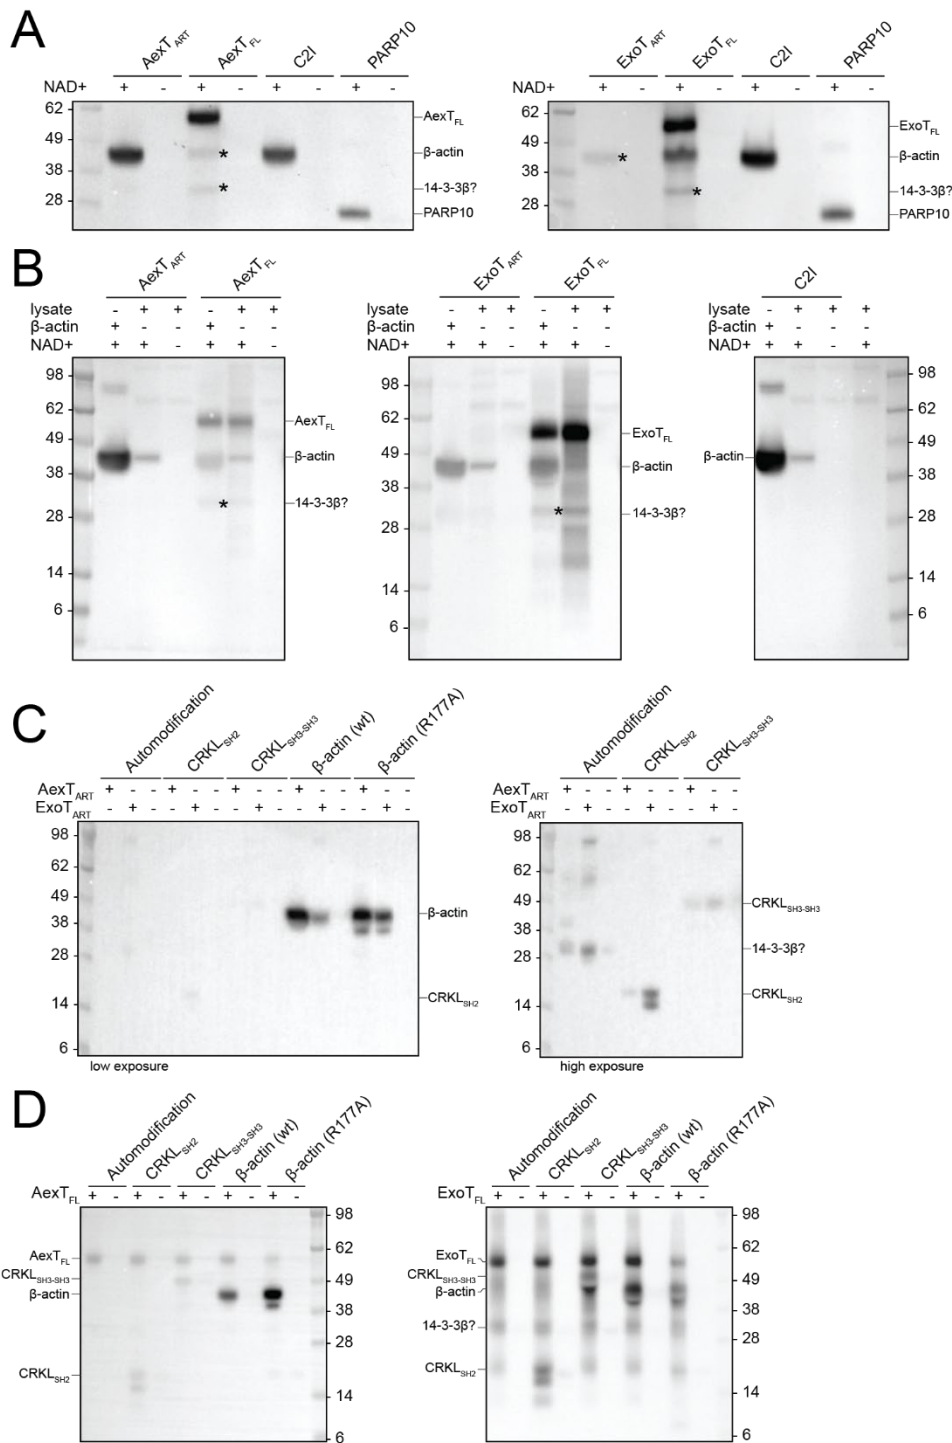 A
AexT_ART AexT_FL C2I PARP10
NAD+ + - + - + - + -
62
49
38
28
AexT_FL
β-actin
14-3-3β?
PARP10
*
*
ExoT_ART ExoT_FL C2I PARP10
NAD+ + - + - + - + -
62
49
38
28
ExoT_FL
β-actin
14-3-3β?
PARP10
*
*
B
AexT_ART AexT_FL
lysate - + + - + +
β-actin + +
NAD+ + + - + + -
98
62
49
38
28
14
6
AexT_FL
β-actin
14-3-3β?
*
ExoT_ART ExoT_FL
lysate - + + - + +
β-actin + +
NAD+ + + - + + -
98
62
49
38
28
14
6
ExoT_FL
β-actin
14-3-3β?
*
C2I
lysate - + + +
β-actin +
NAD+ + + - +
β-actin
98
62
49
38
28
14
6
C
Automodification CRKL_SH2 CRKL_SH3-SH3 β-actin (wt) β-actin (R177A)
AexT_ART + - + - + - + - + -
ExoT_ART + - + - + - + - + -
98
62
49
38
28
14
6
β-actin
CRKL_SH2
low exposure
Automodification CRKL_SH2 CRKL_SH3-SH3
AexT_ART + - + - + -
ExoT_ART + - + - + -
98
62
49
38
28
14
6
CRKL_SH3-SH3
14-3-3β?
CRKL_SH2
high exposure
D
Automodification CRKL_SH2 CRKL_SH3-SH3 β-actin (wt) β-actin (R177A)
AexT_FL + - + - + - + - + -
AexT_FL
CRKL_SH3-SH3
β-actin
CRKL_SH2
98
62
49
38
28
14
6
Automodification CRKL_SH2 CRKL_SH3-SH3 β-actin (wt) β-actin (R177A)
ExoT_FL + - + - + - + - + -
ExoT_FL
CRKL_SH3-SH3
β-actin
14-3-3β?
CRKL_SH2
98
62
49
38
28
14
6